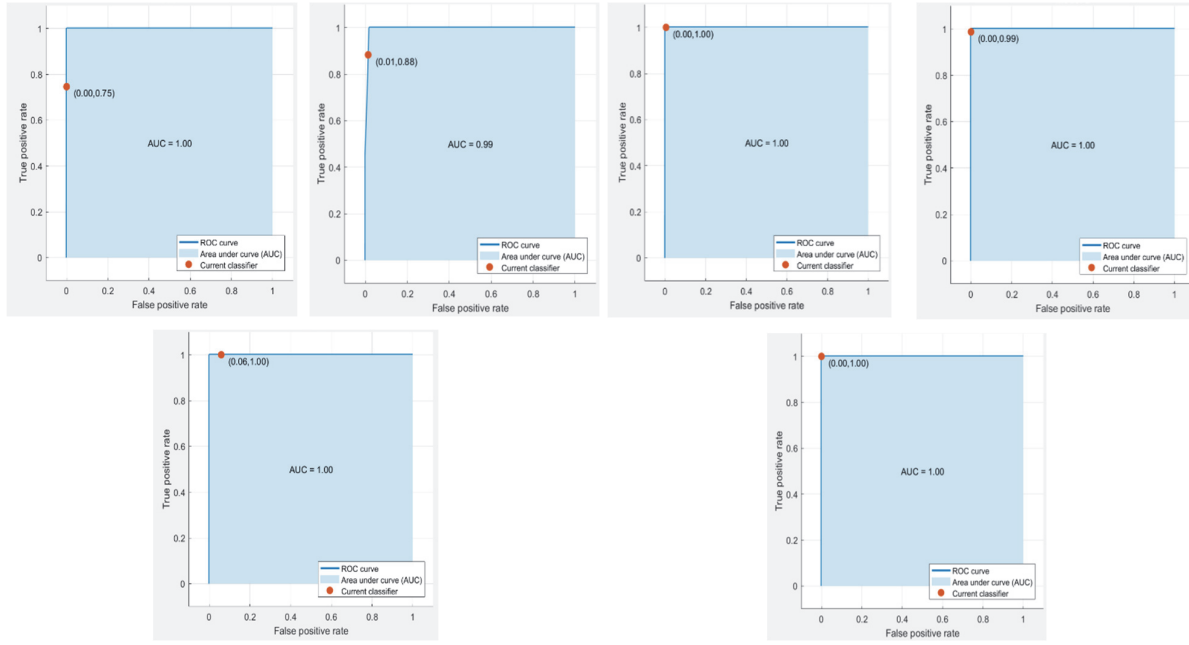 1
0.8
0.6
0.4
0.2
0
True positive rate
(0.00,0.75)
AUC = 1.00
ROC curve
Area under curve (AUC)
Current classifier
0 0.2 0.4 0.6 0.8 1
False positive rate
1
0.8
0.6
0.4
0.2
0
True positive rate
(0.01,0.88)
AUC = 0.99
ROC curve
Area under curve (AUC)
Current classifier
0 0.2 0.4 0.6 0.8 1
False positive rate
1
0.8
0.6
0.4
0.2
0
True positive rate
(0.00,1.00)
AUC = 1.00
ROC curve
Area under curve (AUC)
Current classifier
0 0.2 0.4 0.6 0.8 1
False positive rate
1
0.8
0.6
0.4
0.2
0
True positive rate
(0.00,0.99)
AUC = 1.00
ROC curve
Area under curve (AUC)
Current classifier
0 0.2 0.4 0.6 0.8 1
False positive rate
1
0.8
0.6
0.4
0.2
0
True positive rate
(0.06,1.00)
AUC = 1.00
ROC curve
Area under curve (AUC)
Current classifier
0 0.2 0.4 0.6 0.8 1
False positive rate
1
0.8
0.6
0.4
0.2
0
True positive rate
(0.00,1.00)
AUC = 1.00
ROC curve
Area under curve (AUC)
Current classifier
0 0.2 0.4 0.6 0.8 1
False positive rate